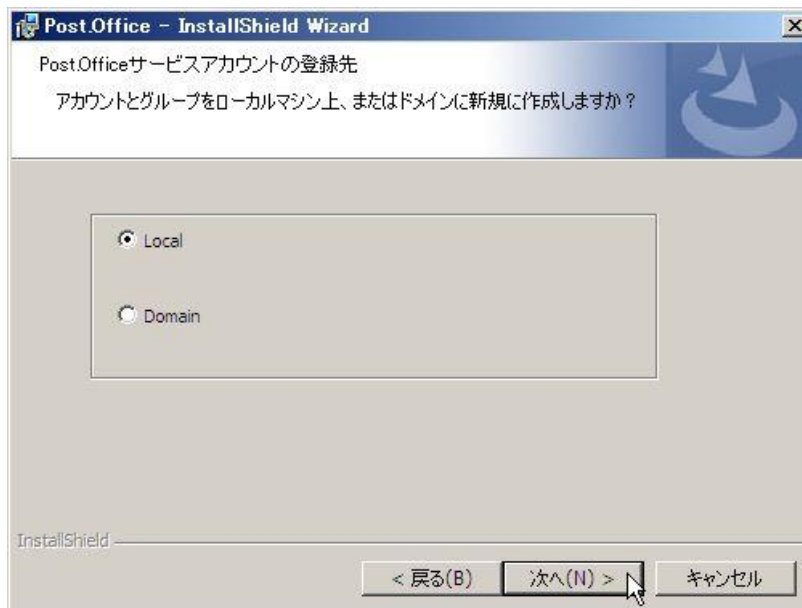 Post.Office - InstallShield Wizard
Post.Officeサービスアカウントの登録先
アカウントとグループをローカルマシン上、またはドメインに新規に作成しますか？
Local
Domain
InstallShield
< 戻る(B)
次へ(N) >
キャンセル